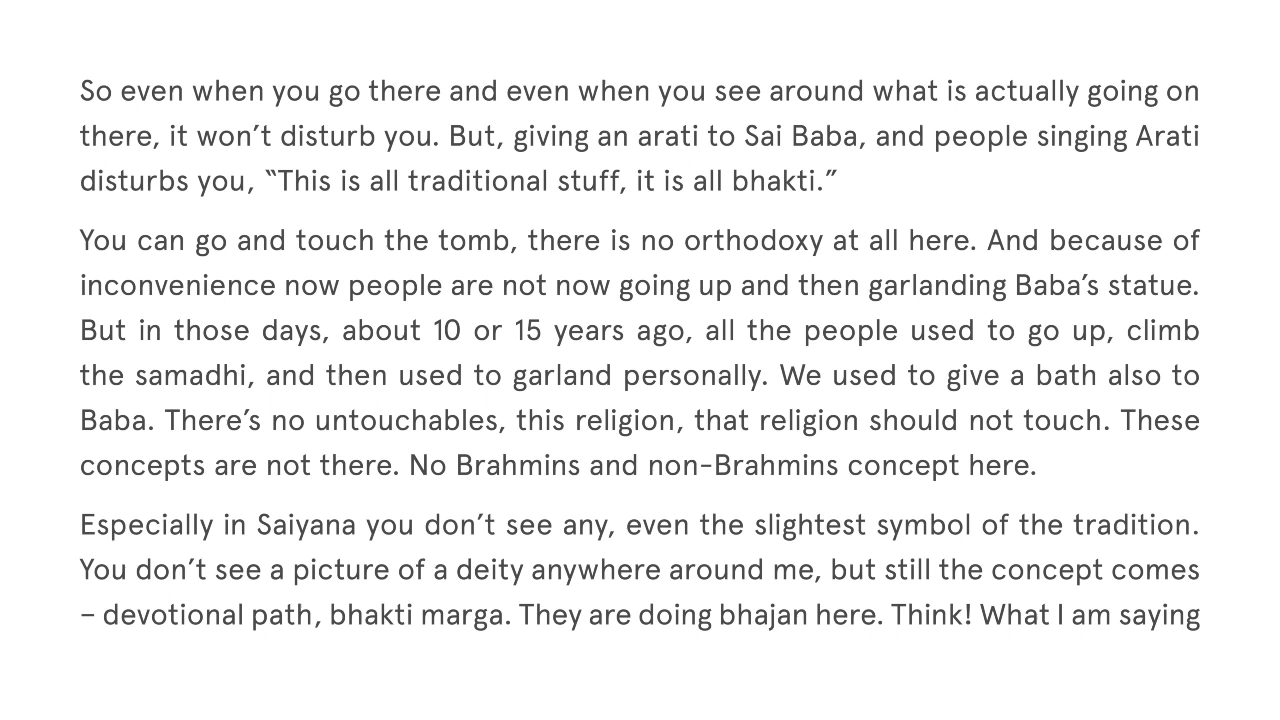 So even when you go there and even when you see around what is actually going on
there, it won’t disturb you. But, giving an arati to Sai Baba, and people singing Arati
disturbs you, “This is all traditional stuff, it is all bhakti.”
You can go and touch the tomb, there is no orthodoxy at all here. And because of
inconvenience now people are not now going up and then garlanding Baba’s statue.
But in those days, about 10 or 15 years ago, all the people used to go up, climb
the samadhi, and then used to garland personally. We used to give a bath also to
Baba. There’s no untouchables, this religion, that religion should not touch. These
concepts are not there. No Brahmins and non-Brahmins concept here.
Especially in Saiyana you don’t see any, even the slightest symbol of the tradition.
You don’t see a picture of a deity anywhere around me, but still the concept comes
– devotional path, bhakti marga. They are doing bhajan here. Think! What I am saying